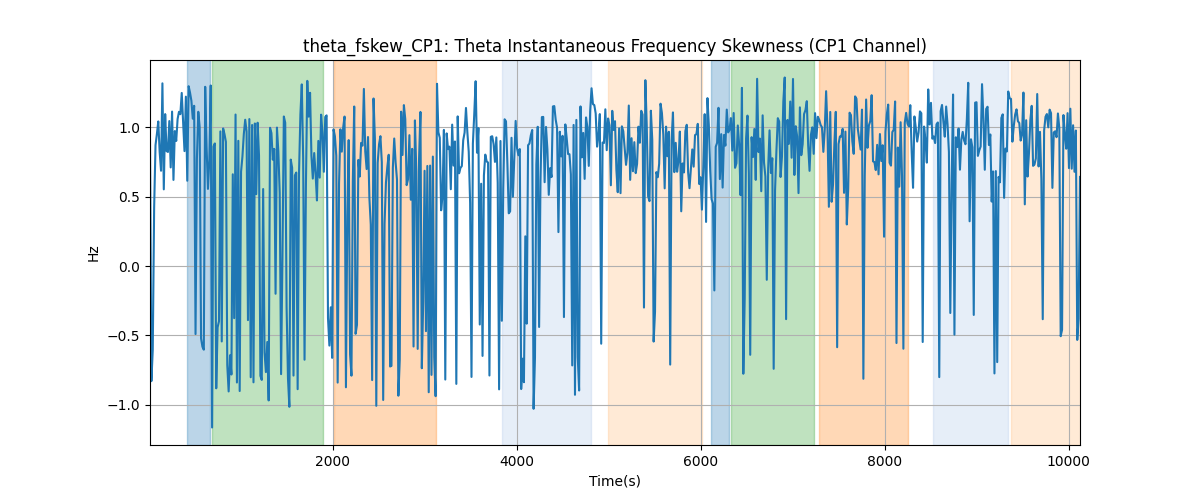 theta_fskew_CP1: Theta Instantaneous Frequency Skewness (CP1 Channel)
1.0
0.5
0.0
−0.5
−1.0
Hz
2000 4000 6000 8000 10000
Time(s)